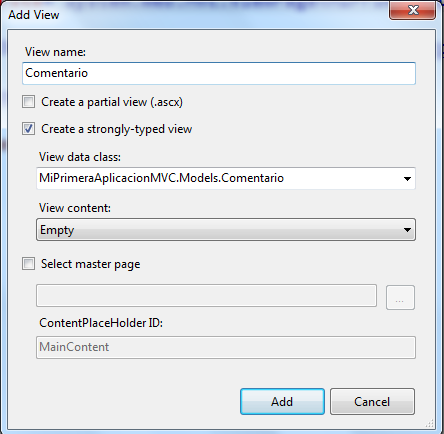 Add View
View name:
Comentario
Create a partial view (.ascx)
Create a strongly-typed view
View data class:
MiPrimeraAplicacionMVC.Models.Comentario
View content:
Empty
Select master page
...
ContentPlaceHolder ID:
MainContent
Add
Cancel